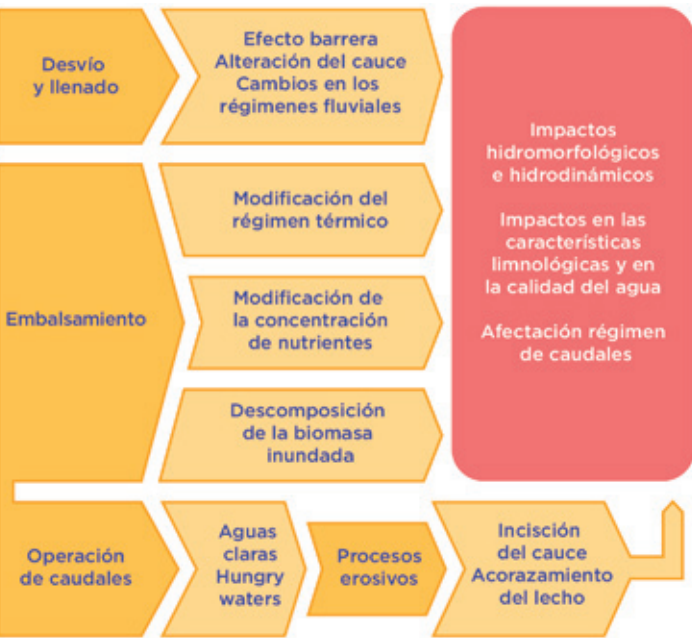 Desvío
y llenado
Efecto barrera
Alteración del cauce
Cambios en los
régimenes fluviales
Impactos
hidromorfológicos
e hidrodinámicos
Impactos en las
características
limnológicas y en
la calidad del agua
Afectación régimen
de caudales
Embalsamiento
Modificación del
régimen térmico
Modificación de
la concentración
de nutrientes
Descomposición
de la biomasa
inundada
Operación
de caudales
Aguas
claras
Hungry
waters
Procesos
erosivos
Incisción
del cauce
Acorazamiento
del lecho